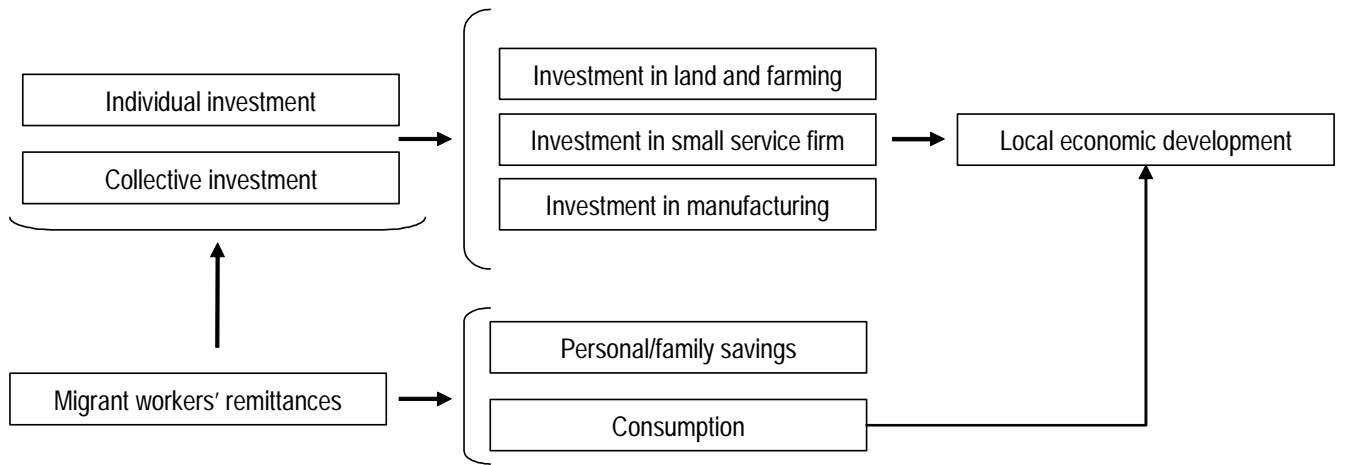 Individual investment
Collective investment
Investment in land and farming
Investment in small service firm
Investment in manufacturing
Local economic development
Migrant workers’ remittances
Personal/family savings
Consumption